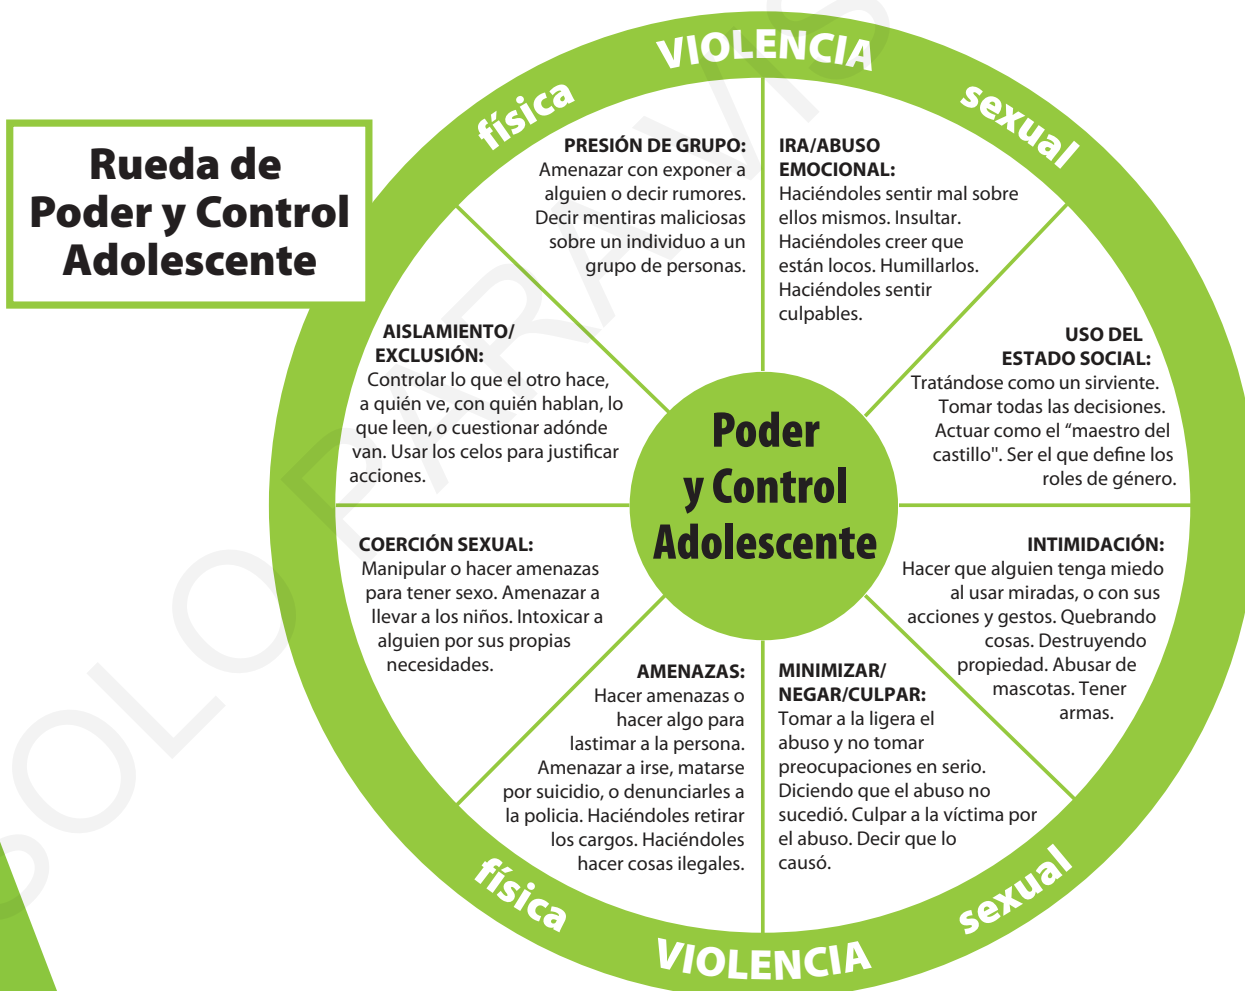 Rueda de
Poder y Control
Adolescente
VIOLENCIA
física
sexual
PRESIÓN DE GRUPO:
Amenazar con exponer a
alguien o decir rumores.
Decir mentiras maliciosas
sobre un individuo a un
grupo de personas.
IRA/ABUSO
EMOCIONAL:
Haciéndoles sentir mal sobre
ellos mismos. Insultar.
Haciéndoles creer que
están locos. Humillarlos.
Haciéndoles sentir
culpables.
USO DEL
ESTADO SOCIAL:
Tratándose como un sirviente.
Tomar todas las decisiones.
Actuar como el “maestro del
castillo". Ser el que define los
roles de género.
INTIMIDACIÓN:
Hacer que alguien tenga miedo
al usar miradas, o con sus
acciones y gestos. Quebrando
cosas. Destruyendo
propiedad. Abusar de
mascotas. Tener
armas.
MINIMIZAR/
NEGAR/CULPAR:
Tomar a la ligera el
abuso y no tomar
preocupaciones en serio.
Diciendo que el abuso no
sucedió. Culpar a la víctima por
el abuso. Decir que lo
causó.
AMENAZAS:
Hacer amenazas o
hacer algo para
lastimar a la persona.
Amenazar a irse, matarse
por suicidio, o denunciarles a
la policia. Haciéndoles retirar
los cargos. Haciéndoles
hacer cosas ilegales.
COERCIÓN SEXUAL:
Manipular o hacer amenazas
para tener sexo. Amenazar a
llevar a los niños. Intoxicar a
alguien por sus propias
necesidades.
AISLAMIENTO/
EXCLUSIÓN:
Controlar lo que el otro hace,
a quién ve, con quién hablan, lo
que leen, o cuestionar adónde
van. Usar los celos para justificar
acciones.
Poder
y Control
Adolescente
física
sexual
VIOLENCIA
SOLO PARA VIS